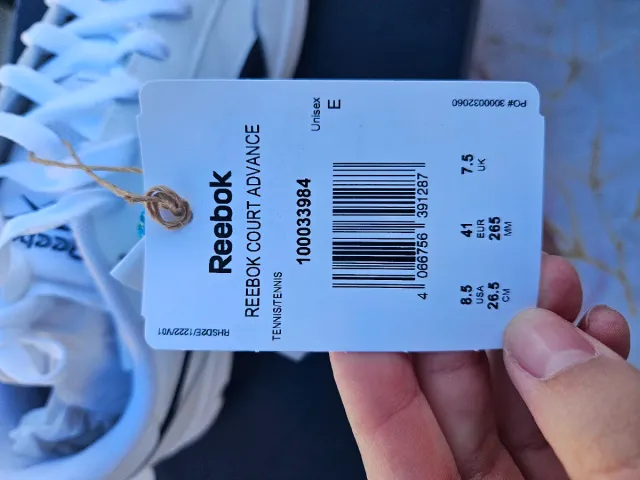 Reebok
REEBOK COURT ADVANCE
TENNIS/TENNIS
100033984
Unisex
E
4 066756 391287
8.5 41 7.5
USA EUR UK
26.5 265
CM MM
RHSD2E/1222/V01
PO# 3000032060